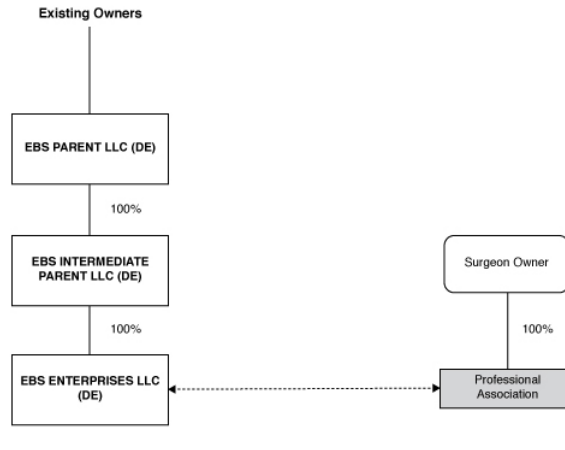 Existing Owners
EBS PARENT LLC (DE)
100%
EBS INTERMEDIATE
PARENT LLC (DE)
Surgeon Owner
100%
100%
EBS ENTERPRISES LLC
(DE)
Professional
Association